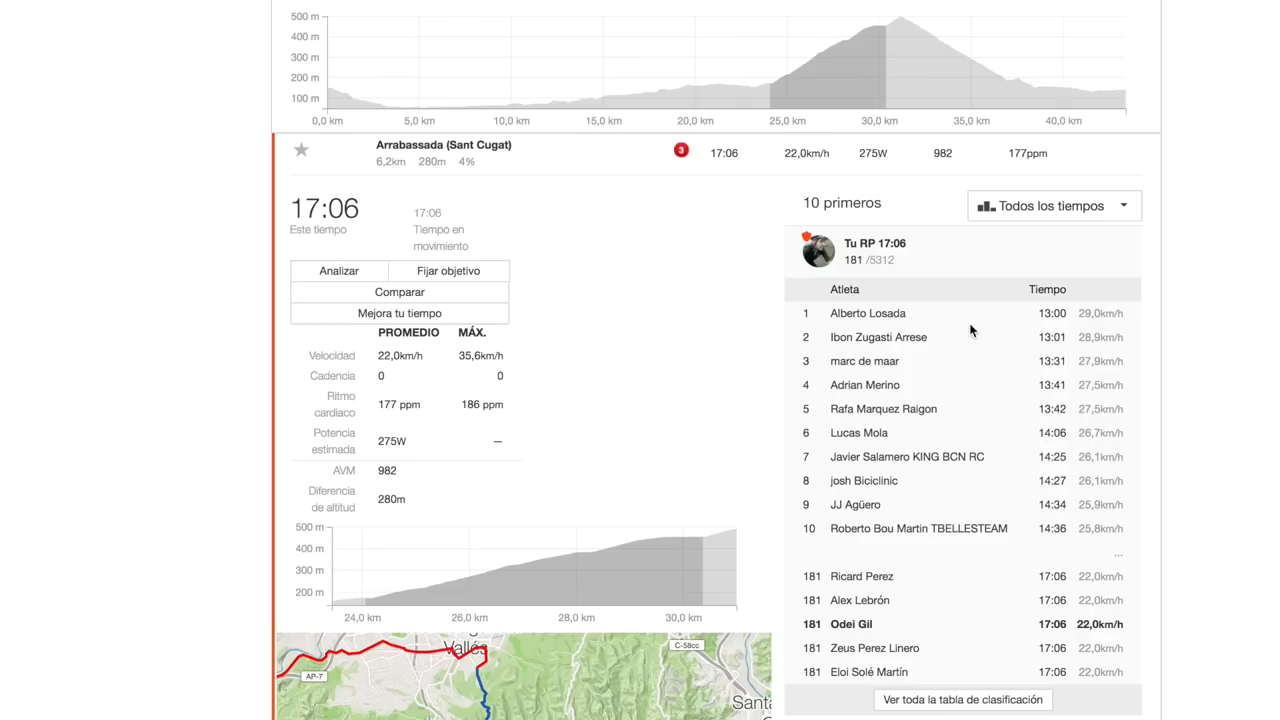 500 m
400 m
300 m
200 m
100 m
0,0 km 5,0 km 10,0 km 15,0 km 20,0 km 25,0 km 30,0 km 35,0 km 40,0 km
Arrabassada (Sant Cugat)
6,2km 280m 4%
3 17:06 22,0km/h 275W 982 177ppm
17:06
Este tiempo
17:06
Tiempo en
movimiento
Analizar Fijar objetivo
Comparar
Mejora tu tiempo
PROMEDIO MÁX.
Velocidad 22,0km/h 35,6km/h
Cadencia 0 0
Ritmo
cardiaco 177 ppm 186 ppm
Potencia
estimada 275W —
AVM 982
Diferencia
de altitud 280m
500 m
400 m
300 m
200 m
24,0 km 26,0 km 28,0 km 30,0 km
Vallès
AP-7
C-58cc
10 primeros
Todos los tiempos
Tu RP 17:06
181 /5312
Atleta Tiempo
1 Alberto Losada 13:00 29,0km/h
2 Ibon Zugasti Arrese 13:01 28,9km/h
3 marc de maar 13:31 27,9km/h
4 Adrian Merino 13:41 27,5km/h
5 Rafa Marquez Raigon 13:42 27,5km/h
6 Lucas Mola 14:06 26,7km/h
7 Javier Salamero KING BCN RC 14:25 26,1km/h
8 josh Biciclinic 14:27 26,1km/h
9 JJ Agüero 14:34 25,9km/h
10 Roberto Bou Martin TBELLESTEAM 14:36 25,8km/h
...
181 Ricard Perez 17:06 22,0km/h
181 Alex Lebrón 17:06 22,0km/h
181 Odei Gil 17:06 22,0km/h
181 Zeus Perez Linero 17:06 22,0km/h
181 Eloi Solé Martín 17:06 22,0km/h
Ver toda la tabla de clasificación